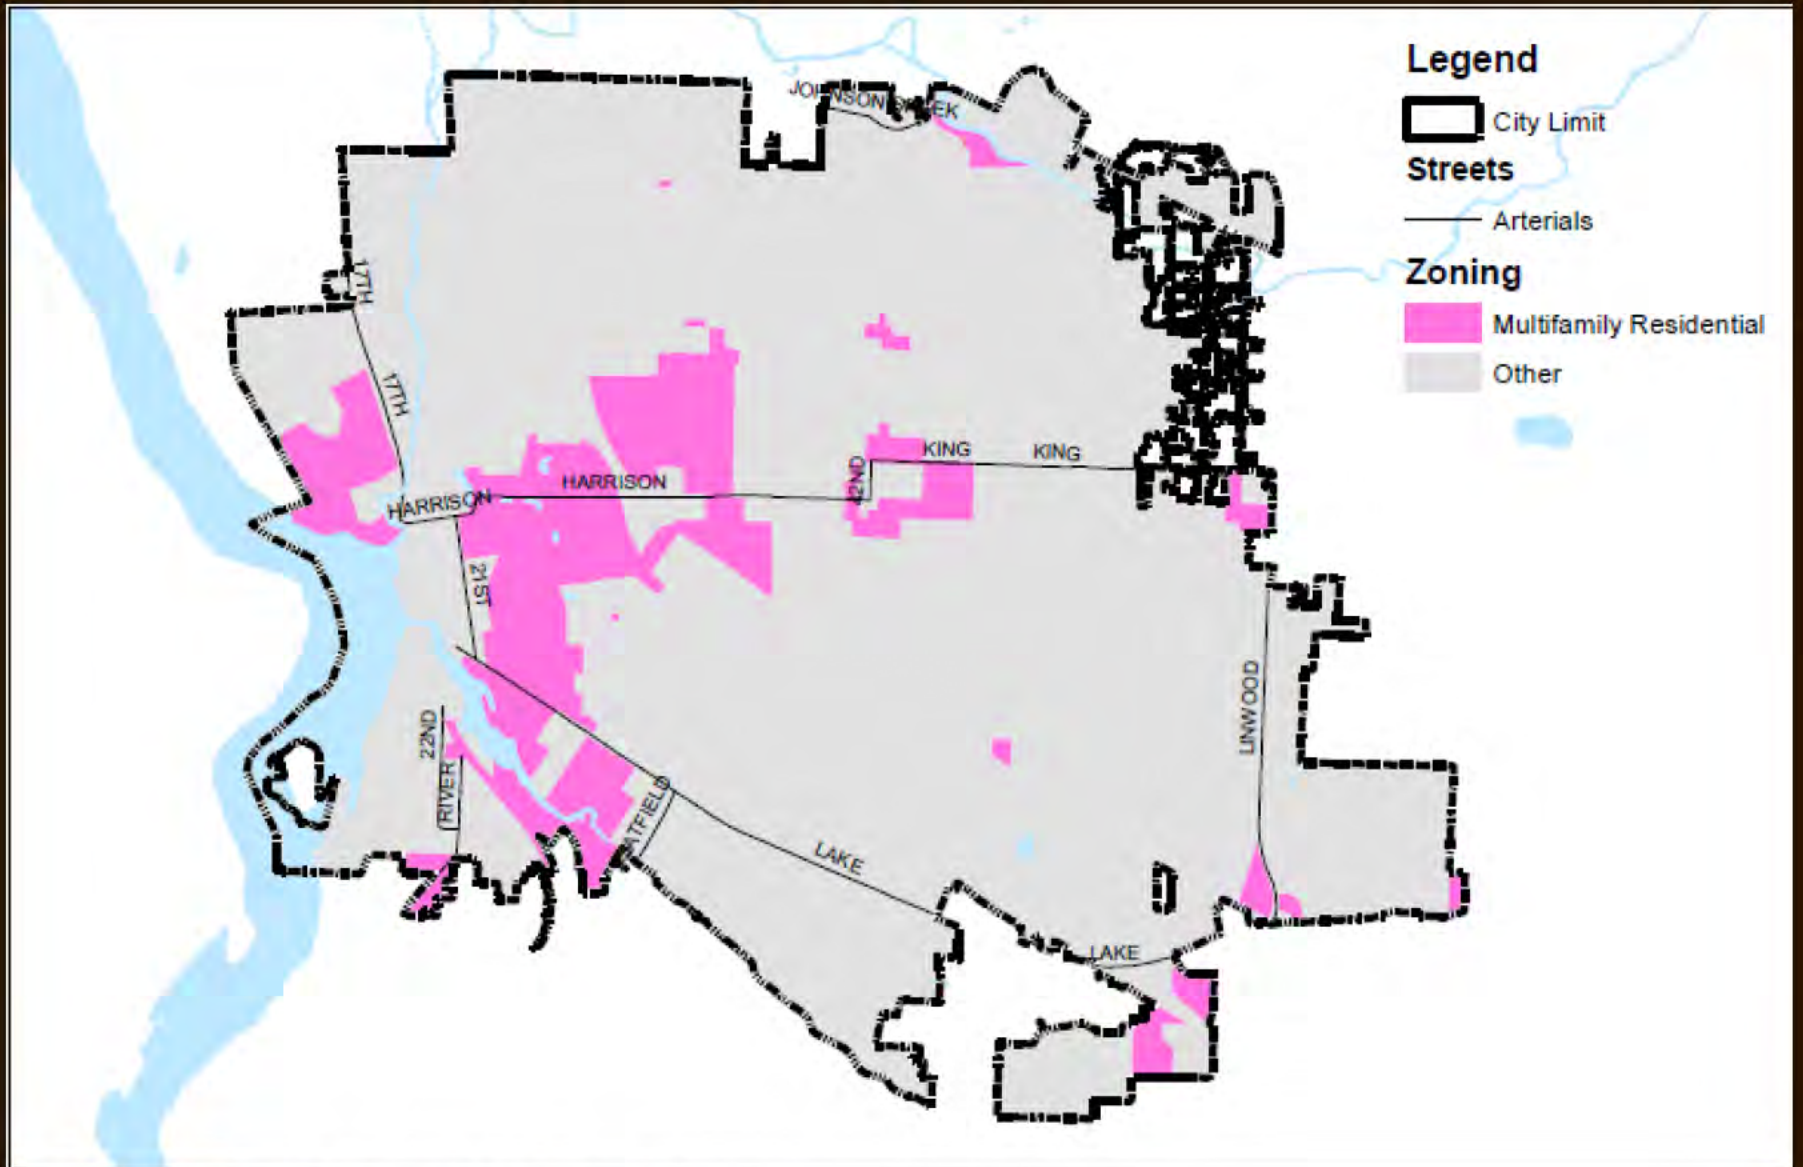 Legend
City Limit
Streets
Arterials
Zoning
Multifamily Residential
Other
17TH
17TH
HARRISON
HARRISON
42ND
KING
KING
21ST
22ND
RIVER
LINWOOD
LAKE
LAKE